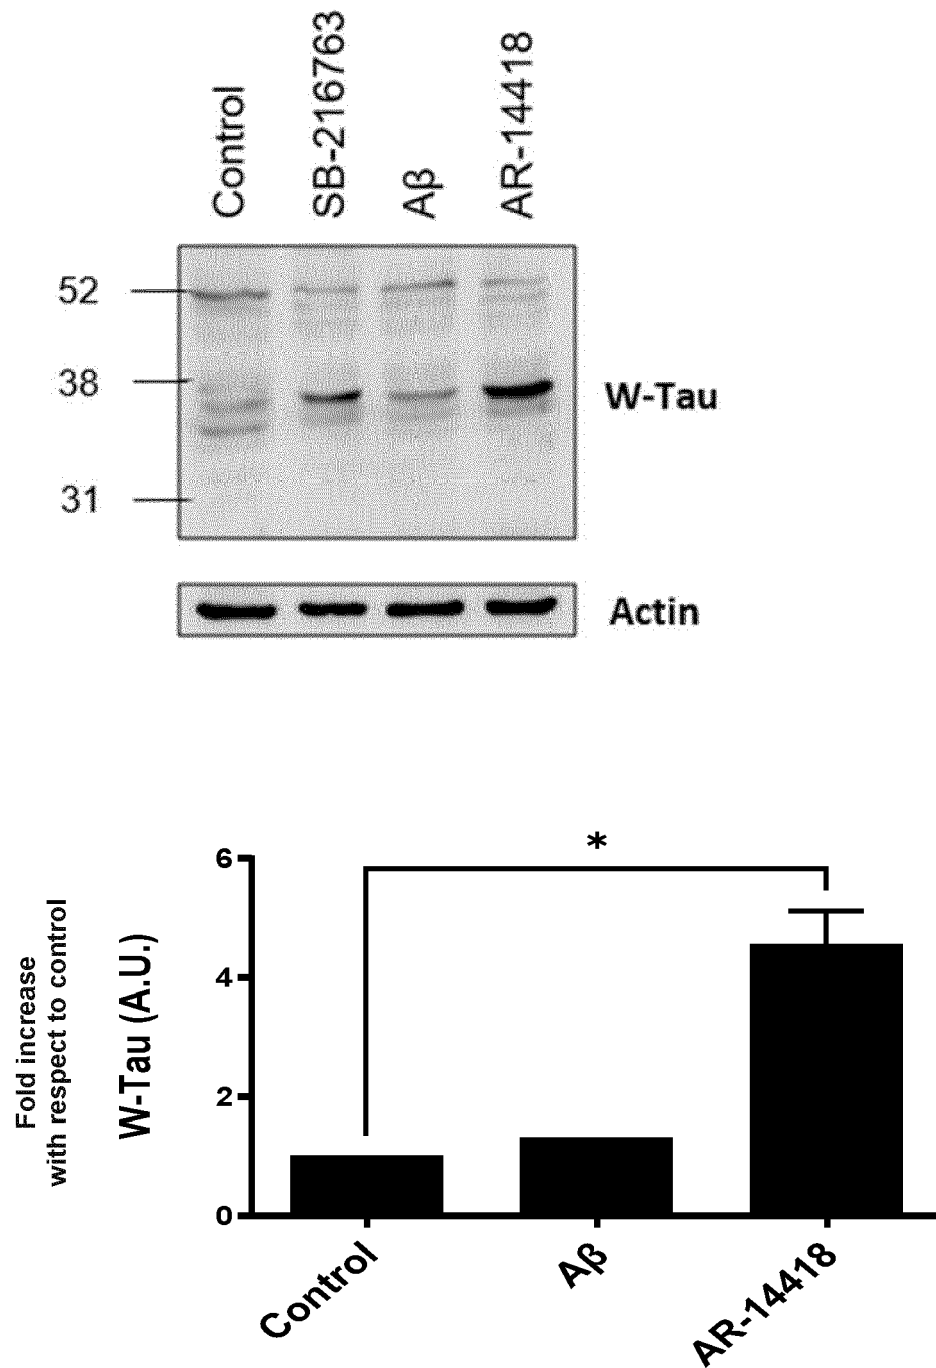 Control
SB-216763
Aβ
AR-14418
52
38
31
W-Tau
Actin
*
6
4
2
0
Fold increase
with respect to control
W-Tau (A.U.)
Control
Aβ
AR-14418